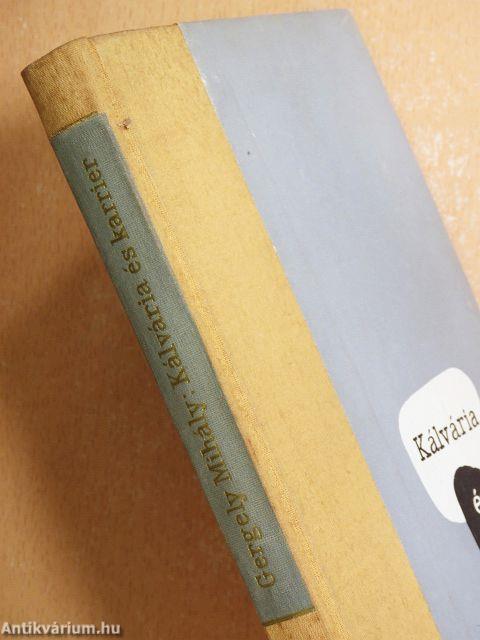 Gergely Mihály: Kálvária és karrier
Kálvária
é
Antikvárium.hu